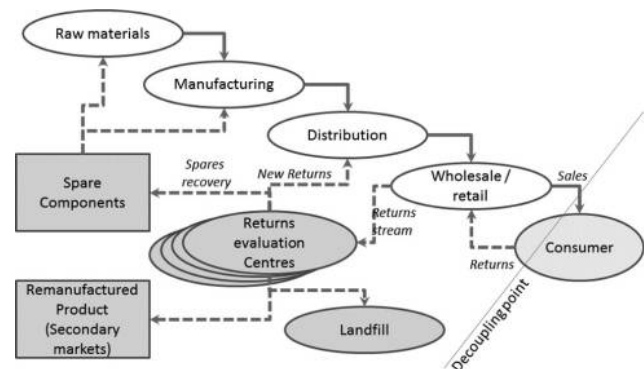 Raw materials
Manufacturing
Distribution
Spares
recovery
New Returns
Wholesale /
retail
Sales
Spare
Components
Returns
evaluation
Centres
Returns
stream
Returns
Consumer
Remanufactured
Product
(Secondary
markets)
Landfill
Decoupling point